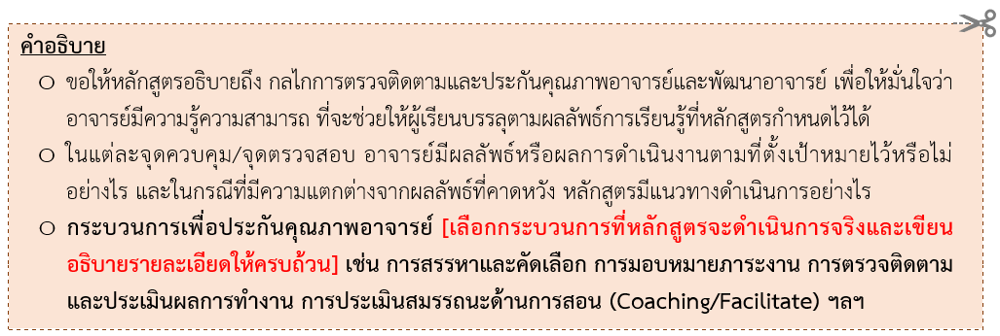 คำอธิบาย
O ขอให้หลักสูตรอธิบายถึง กลไกการตรวจติดตามและประกันคุณภาพอาจารย์และพัฒนาอาจารย์ เพื่อให้มั่นใจว่า
อาจารย์มีความรู้ความสามารถ ที่จะช่วยให้ผู้เรียนบรรลุตามผลลัพธ์การเรียนรู้ที่หลักสูตรกำหนดไว้ได้
O ในแต่ละจุดควบคุม/จุดตรวจสอบ อาจารย์มีผลลัพธ์หรือผลการดำเนินงานตามที่ตั้งเป้าหมายไว้หรือไม่
อย่างไร และในกรณีที่มีความแตกต่างจากผลลัพธ์ที่คาดหวัง หลักสูตรมีแนวทางดำเนินการอย่างไร
O กระบวนการเพื่อประกันคุณภาพอาจารย์ [เลือกกระบวนการที่หลักสูตรจะดำเนินการจริงและเขียน
อธิบายรายละเอียดให้ครบถ้วน] เช่น การสรรหาและคัดเลือก การมอบหมายภาระงาน การตรวจติดตาม
และประเมินผลการทำงาน การประเมินสมรรถนะด้านการสอน (Coaching/Facilitate) ฯลฯ